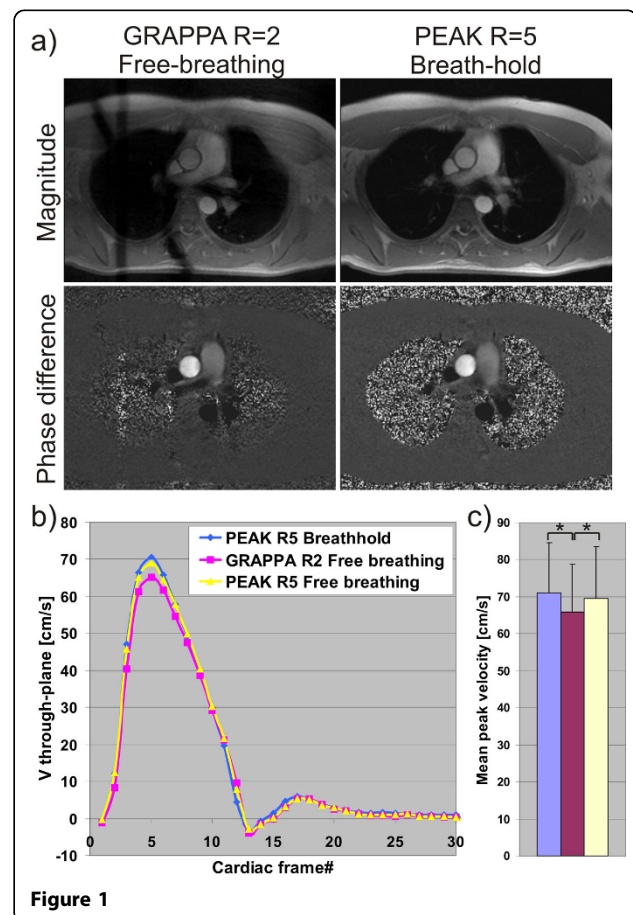 a)
GRAPPA R=2
Free-breathing
PEAK R=5
Breath-hold
Magnitude
Phase difference
b)
PEAK R5 Breathhold
GRAPPA R2 Free breathing
PEAK R5 Free breathing
V through-plane [cm/s]
80
70
60
50
40
30
20
10
0
-10
0
5
10
15
20
25
30
Cardiac frame#
c)
* *
Mean peak velocity [cm/s]
90
80
70
60
50
40
30
20
10
0
Figure 1